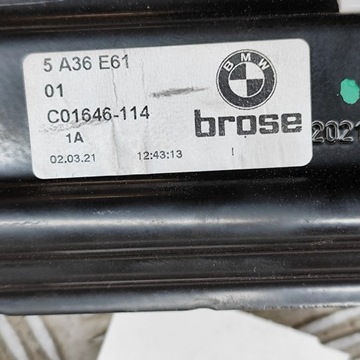 5 A36 E61
01
C01646-114
1A
02.03.21 12:43:13 I
BMW
brose
2021